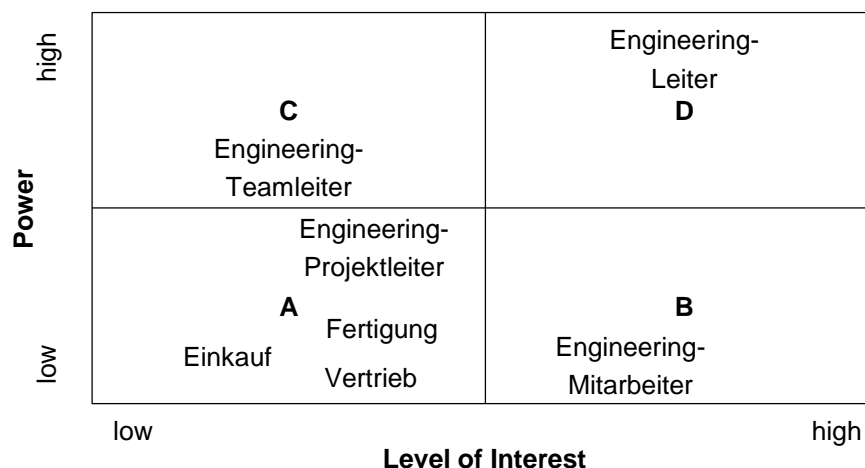 high
Engineering-
Leiter
C
D
Engineering-
Teamleiter
Power
Engineering-
Projektleiter
A
B
Fertigung
Einkauf
Engineering-
Vertrieb
Mitarbeiter
low
low
high
Level of Interest